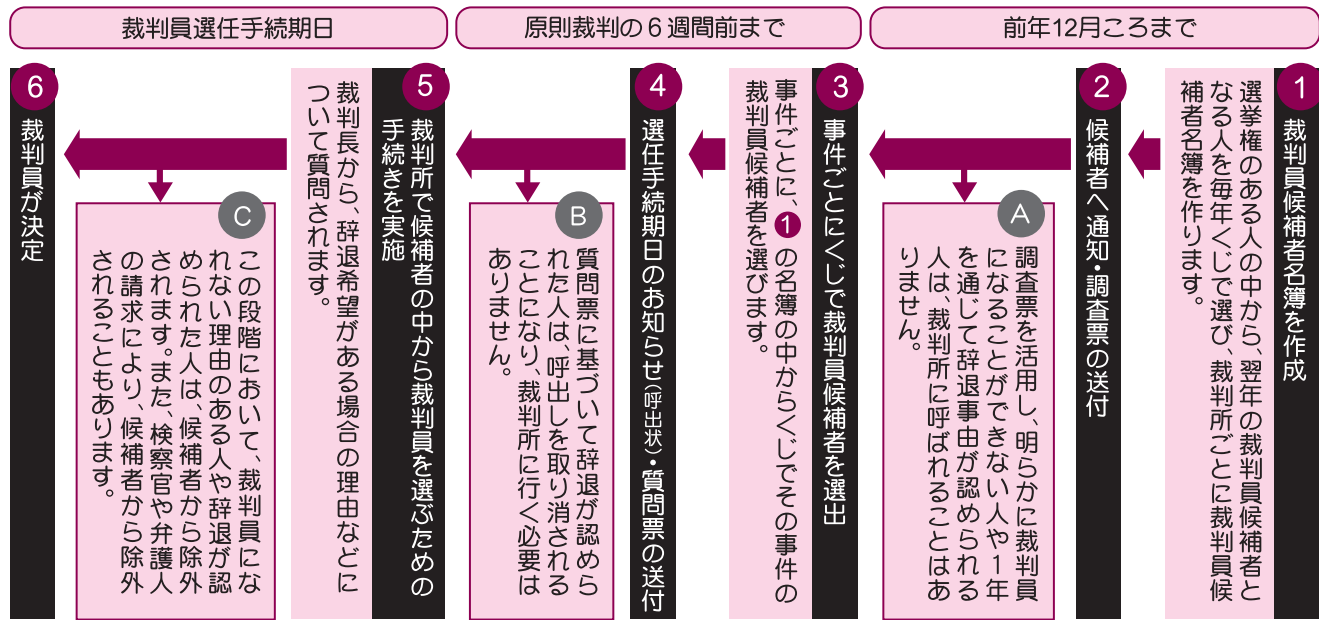 前年12月ころまで
1
裁判員候補者名簿を作成
選挙権のある人の中から、翌年の裁判員候補者と
なる人を毎年くじで選び、裁判所ごとに裁判員候
補者名簿を作ります。
2
候補者へ通知・調査票の送付
A
調査票を活用し、明らかに裁判員
になることができない人や1年
を通じて辞退事由が認められる
人は、裁判所に呼ばれることはあ
りません。
原則裁判の6週間前まで
3
事件ごとにくじで裁判員候補者を選出
事件ごとに、1の名簿の中からくじでその事件の
裁判員候補者を選びます。
4
選任手続期日のお知らせ(呼出状)・質問票の送付
B
質問票に基づいて辞退が認めら
れた人は、呼出しを取り消される
ことになり、裁判所に行く必要は
ありません。
裁判員選任手続期日
5
裁判所で候補者の中から裁判員を選ぶための
手続きを実施
裁判長から、辞退希望がある場合の理由などに
ついて質問されます。
C
この段階において、裁判員にな
れない理由のある人や辞退が認
められた人は、候補者から除外
されます。また、検察官や弁護人
の請求により、候補者から除外
されることもあります。
6
裁判員が決定